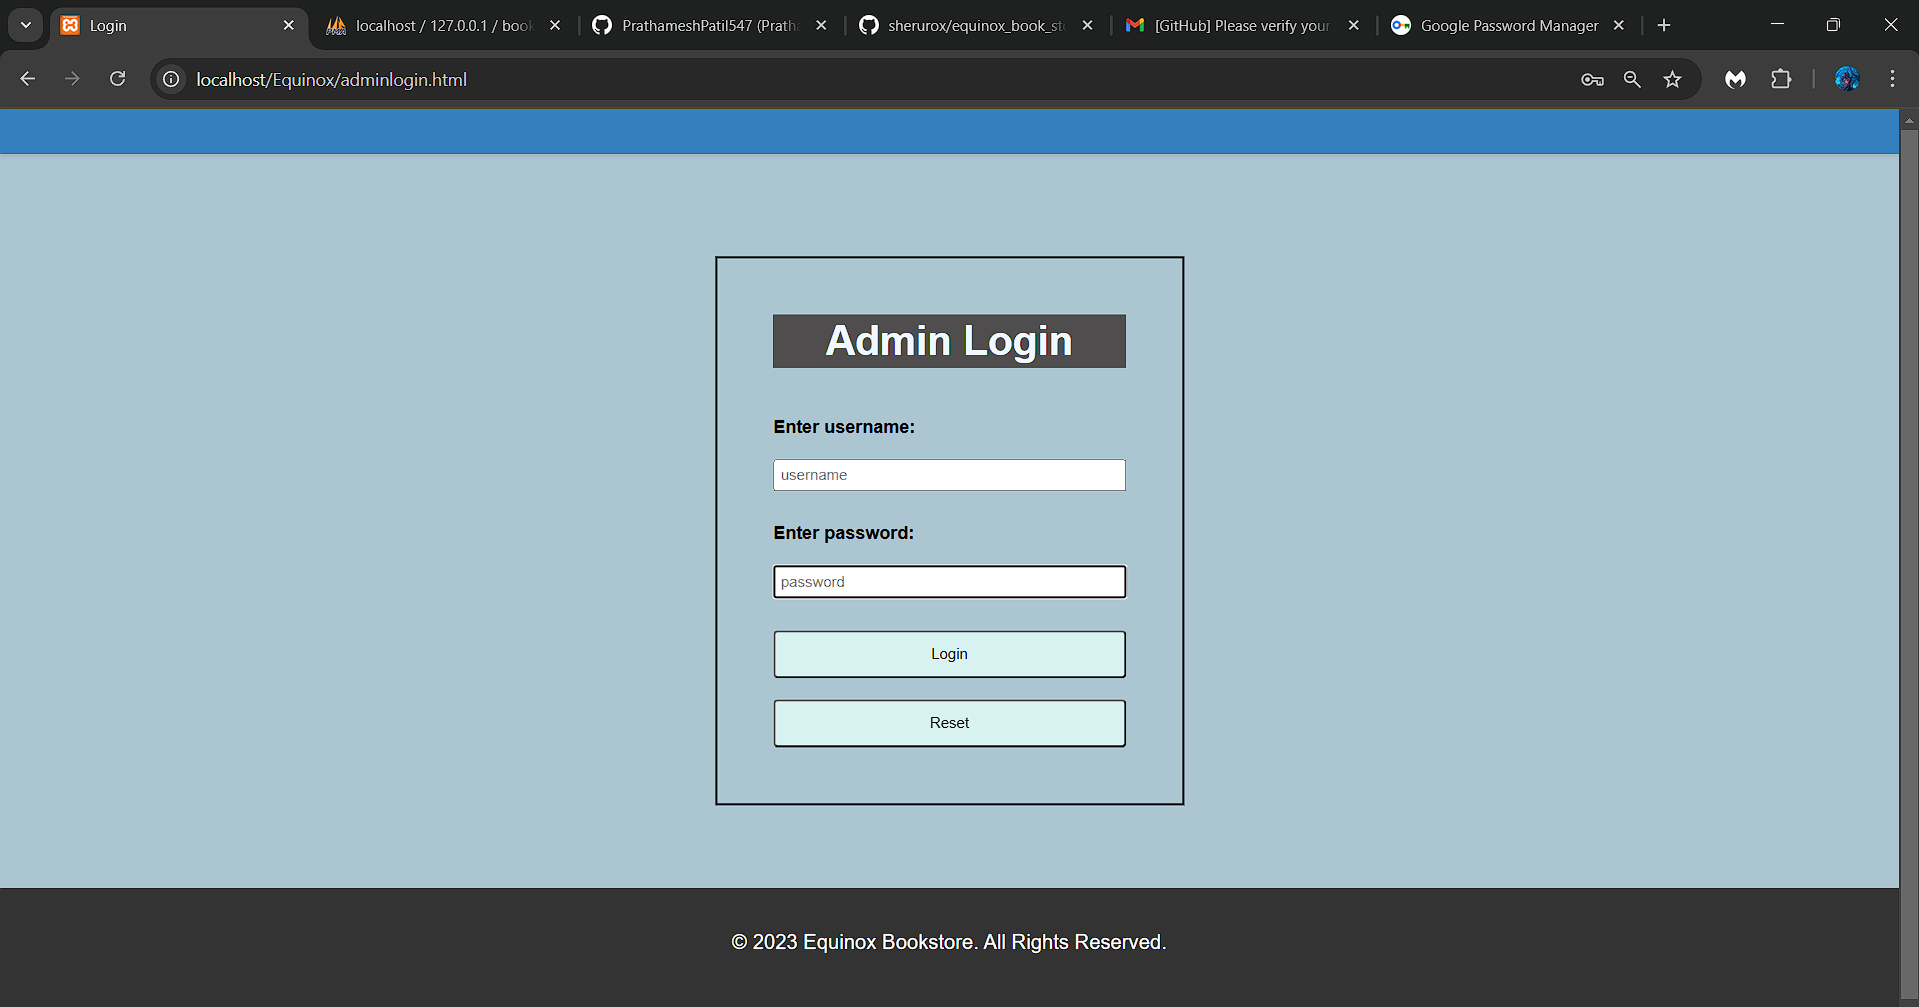 Login
localhost / 127.0.0.1 / book
PrathameshPatil547 (Prath
sherurox/equinox_book_st
[GitHub] Please verify your
Google Password Manager
localhost/Equinox/adminlogin.html
Admin Login
Enter username:
username
Enter password:
password
Login
Reset
© 2023 Equinox Bookstore. All Rights Reserved.